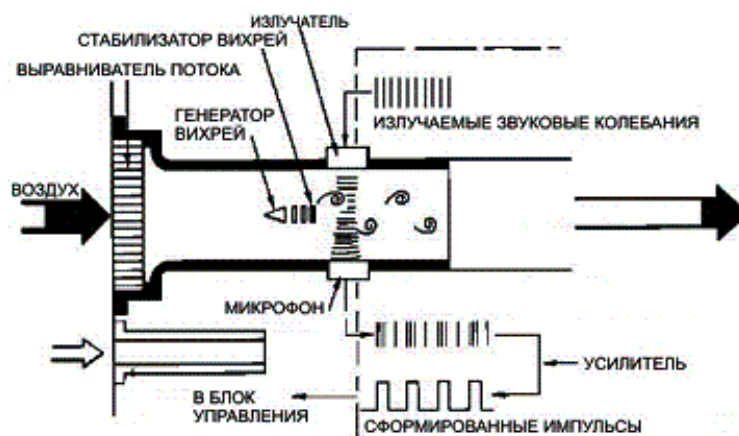 ИЗЛУЧАТЕЛЬ
СТАБИЛИЗАТОР ВИХРЕЙ
ВЫРАВНИВАТЕЛЬ ПОТОКА
ГЕНЕРАТОР
ВИХРЕЙ
ИЗЛУЧАЕМЫЕ ЗВУКОВЫЕ КОЛЕБАНИЯ
ВОЗДУХ
МИКРОФОН
УСИЛИТЕЛЬ
В БЛОК
УПРАВЛЕНИЯ
СФОРМИРОВАННЫЕ ИМПУЛЬСЫ